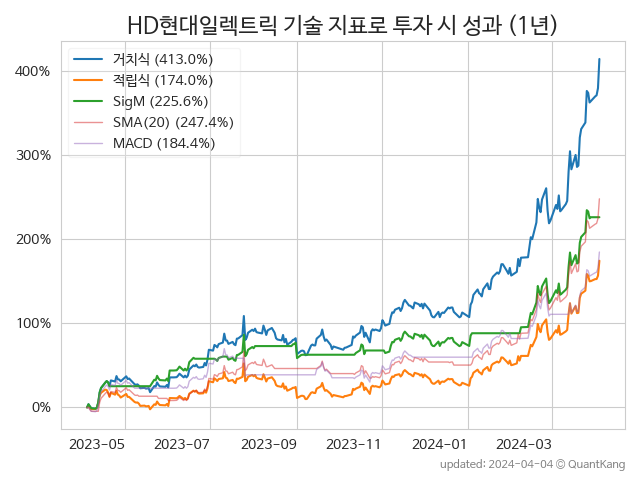 HD현대일렉트릭 기술 지표로 투자 시 성과 (1년)
거치식 (413.0%)
적립식 (174.0%)
SigM (225.6%)
SMA(20) (247.4%)
MACD (184.4%)
400%
300%
200%
100%
0%
2023-05 2023-07 2023-09 2023-11 2024-01 2024-03
updated: 2024-04-04 © QuantKang